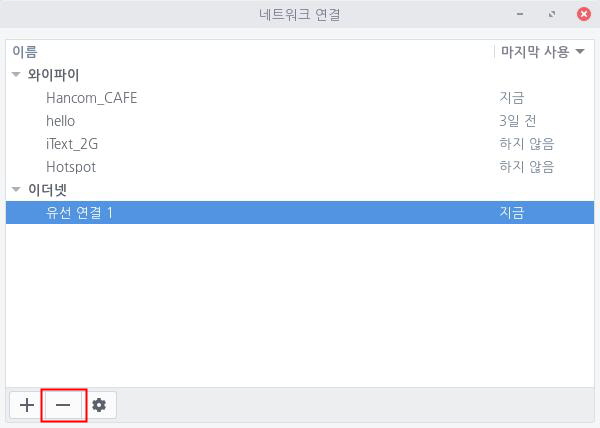 네트워크 연결
이름 마지막 사용
와이파이
Hancom_CAFE 지금
hello 3일 전
iText_2G 하지 않음
Hotspot 하지 않음
이더넷
유선 연결 1 지금